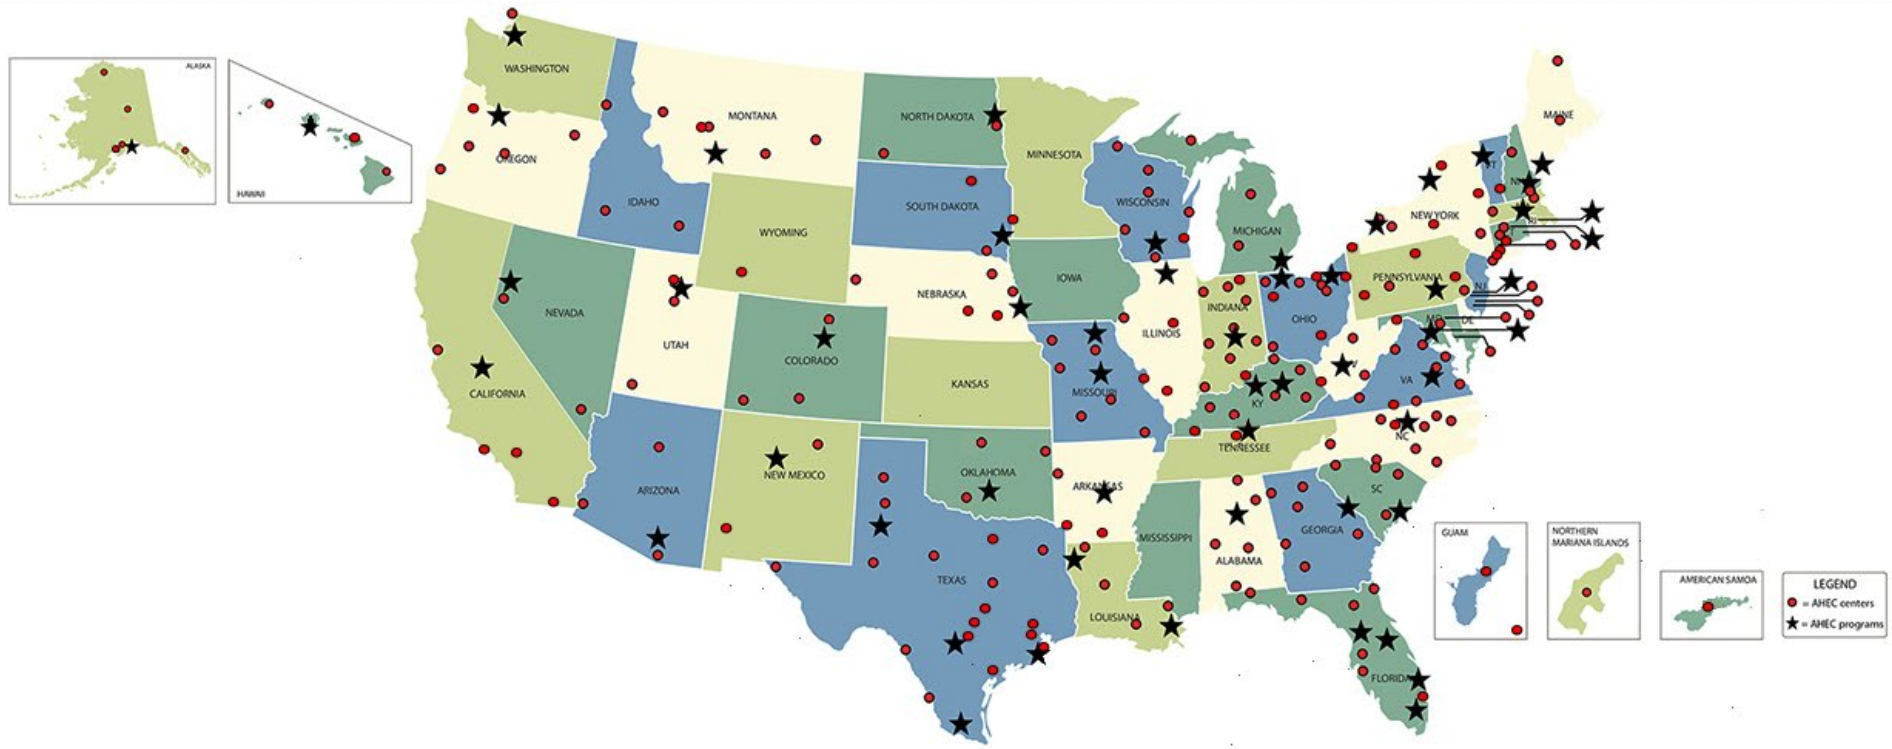 ALASKA
HAWAII
WASHINGTON
OREGON
MONTANA
IDAHO
NORTH DAKOTA
SOUTH DAKOTA
MINNESOTA
WISCONSIN
MICHIGAN
MAINE
VT
NEW YORK
RI
WYOMING
NEBRASKA
IOWA
PENNSYLVANIA
NJ
NEVADA
UTAH
COLORADO
KANSAS
ILLINOIS
INDIANA
OHIO
MD
DE
CALIFORNIA
MISSOURI
KY
VA
ARIZONA
NEW MEXICO
OKLAHOMA
ARKANSAS
TENNESSEE
NC
SC
TEXAS
MISSISSIPPI
ALABAMA
GEORGIA
LOUISIANA
FLORIDA
GUAM
NORTHERN
MARIANA ISLANDS
AMERICAN SAMOA
LEGEND
= AHEC centers
= AHEC programs